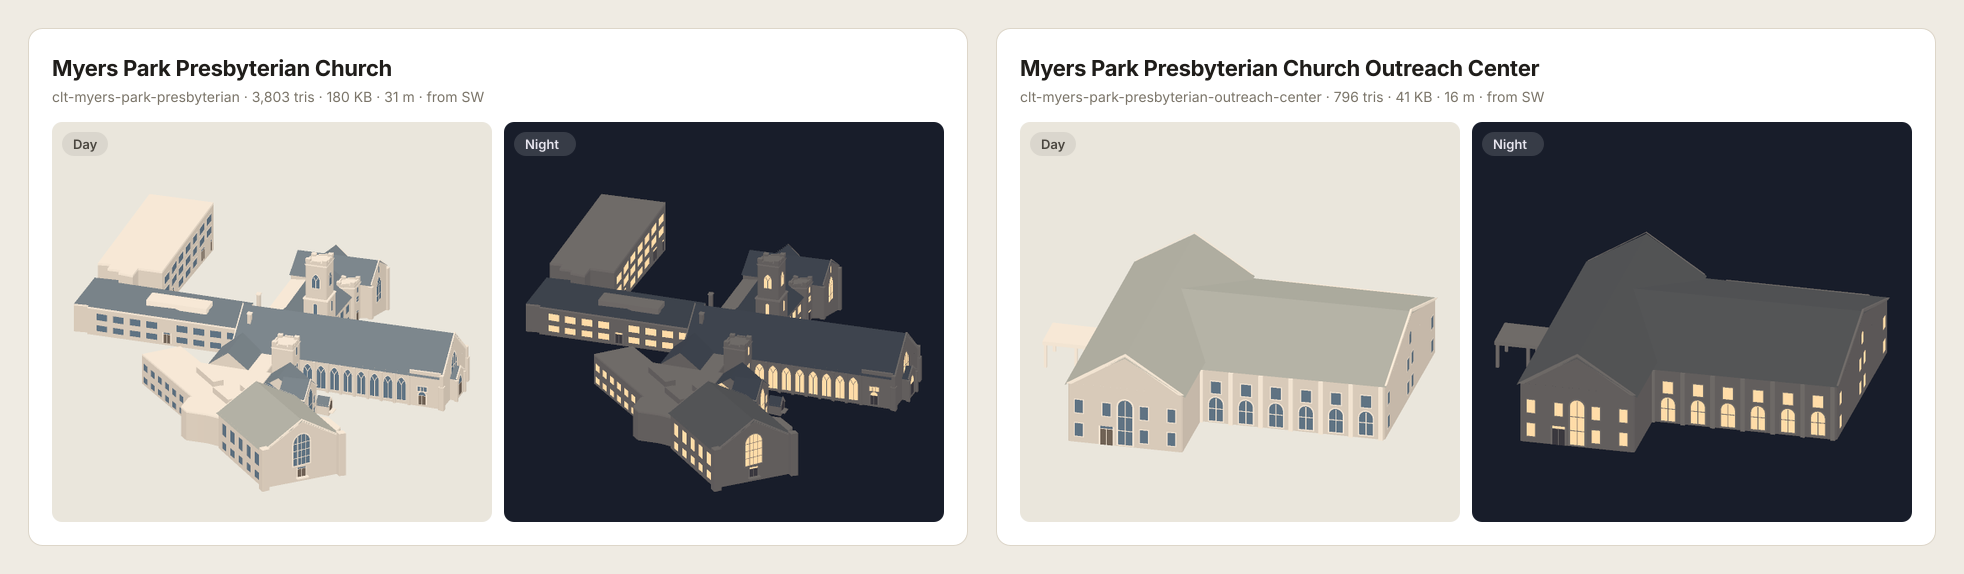 Myers Park Presbyterian Church
clt-myers-park-presbyterian · 3,803 tris · 180 KB · 31 m · from SW
Day
Night
Myers Park Presbyterian Church Outreach Center
clt-myers-park-presbyterian-outreach-center · 796 tris · 41 KB · 16 m · from SW
Day
Night